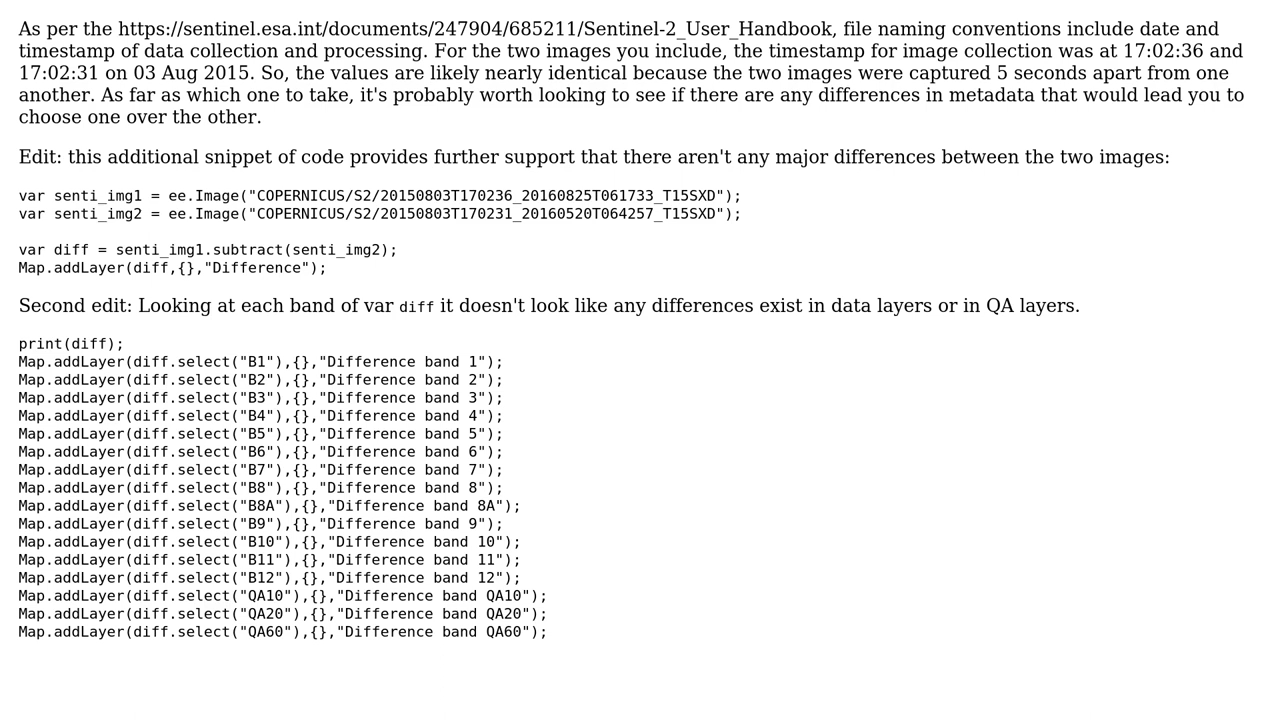 As per the https://sentinel.esa.int/documents/247904/685211/Sentinel-2_User_Handbook, file naming conventions include date and
timestamp of data collection and processing. For the two images you include, the timestamp for image collection was at 17:02:36 and
17:02:31 on 03 Aug 2015. So, the values are likely nearly identical because the two images were captured 5 seconds apart from one
another. As far as which one to take, it's probably worth looking to see if there are any differences in metadata that would lead you to
choose one over the other.
Edit: this additional snippet of code provides further support that there aren't any major differences between the two images:
var senti_img1 = ee.Image("COPERNICUS/S2/20150803T170236_20160825T061733_T15SXD");
var senti_img2 = ee.Image("COPERNICUS/S2/20150803T170231_20160520T064257_T15SXD");
var diff = senti_img1.subtract(senti_img2);
Map.addLayer(diff,{},"Difference");
Second edit: Looking at each band of var diff it doesn't look like any differences exist in data layers or in QA layers.
print(diff);
Map.addLayer(diff.select("B1"),{},"Difference band 1");
Map.addLayer(diff.select("B2"),{},"Difference band 2");
Map.addLayer(diff.select("B3"),{},"Difference band 3");
Map.addLayer(diff.select("B4"),{},"Difference band 4");
Map.addLayer(diff.select("B5"),{},"Difference band 5");
Map.addLayer(diff.select("B6"),{},"Difference band 6");
Map.addLayer(diff.select("B7"),{},"Difference band 7");
Map.addLayer(diff.select("B8"),{},"Difference band 8");
Map.addLayer(diff.select("B8A"),{},"Difference band 8A");
Map.addLayer(diff.select("B9"),{},"Difference band 9");
Map.addLayer(diff.select("B10"),{},"Difference band 10");
Map.addLayer(diff.select("B11"),{},"Difference band 11");
Map.addLayer(diff.select("B12"),{},"Difference band 12");
Map.addLayer(diff.select("QA10"),{},"Difference band QA10");
Map.addLayer(diff.select("QA20"),{},"Difference band QA20");
Map.addLayer(diff.select("QA60"),{},"Difference band QA60");